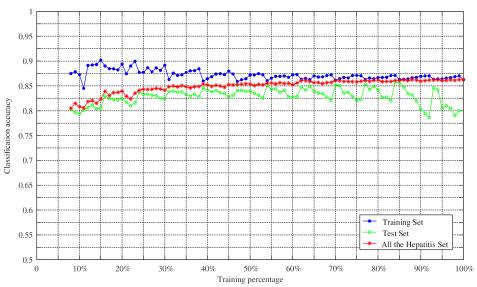 1
0.95
0.9
0.85
0.8
0.75
0.7
0.65
0.6
0.55
0.5
Classification accuracy
0 10% 20% 30% 40% 50% 60% 70% 80% 90% 100%
Training percentage
Training Set
Test Set
All the Hepatitis Set